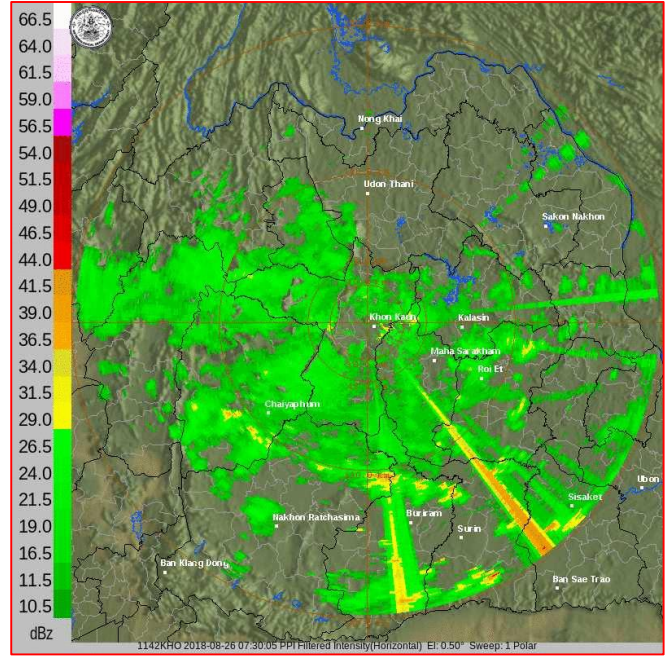 66.5
64.0
61.5
59.0
56.5
54.0
51.5
49.0
46.5
44.0
41.5
39.0
36.5
34.0
31.5
29.0
26.5
24.0
21.5
19.0
16.5
11.5
10.5
dBz
Nong Khai
Udon Thani
Sakon Nakhon
Khon Kaen
Kalasin
Maha Sarakham
Roi Et
Chaiyaphum
Ubon
Sisaket
Nakhon Ratchasima
Buriram
Surin
Ban Klang Dong
Ban Sae Trao
1142KHO 2018-08-26 07:30:05 PPI Filtered Intensity(Horizontal) El: 0.50° Sweep: 1 Polar